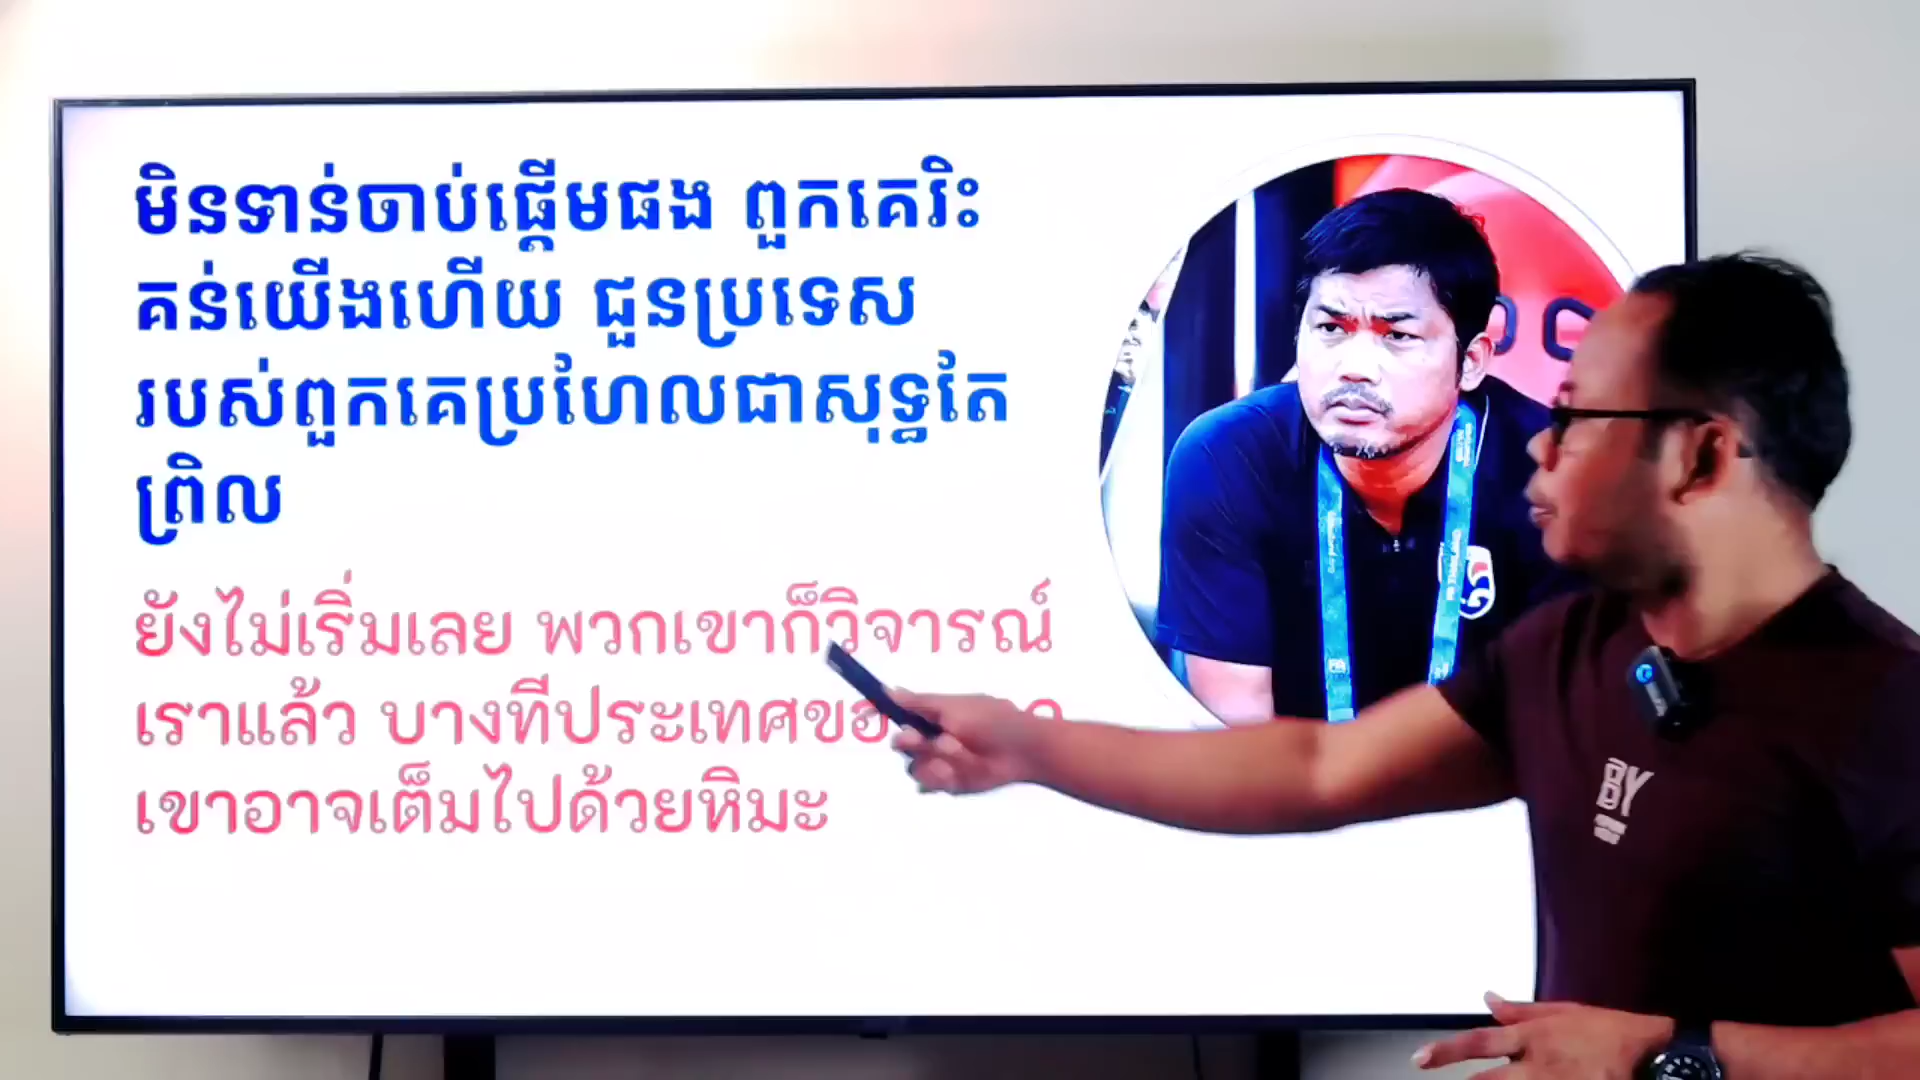 មិនទាន់ចាប់ផ្តើមផង ពួកគេរិះ
គន់យើងហើយ ជួនប្រទេស
របស់ពួកគេប្រហែលជាសុទ្ធតែ
ព្រិល
ยังไม่เริ่มเลย พวกเขาก็วิจารณ์
เราแล้ว บางทีประเทศ
เขาอาจเต็มไปด้วยหิมะ
BY